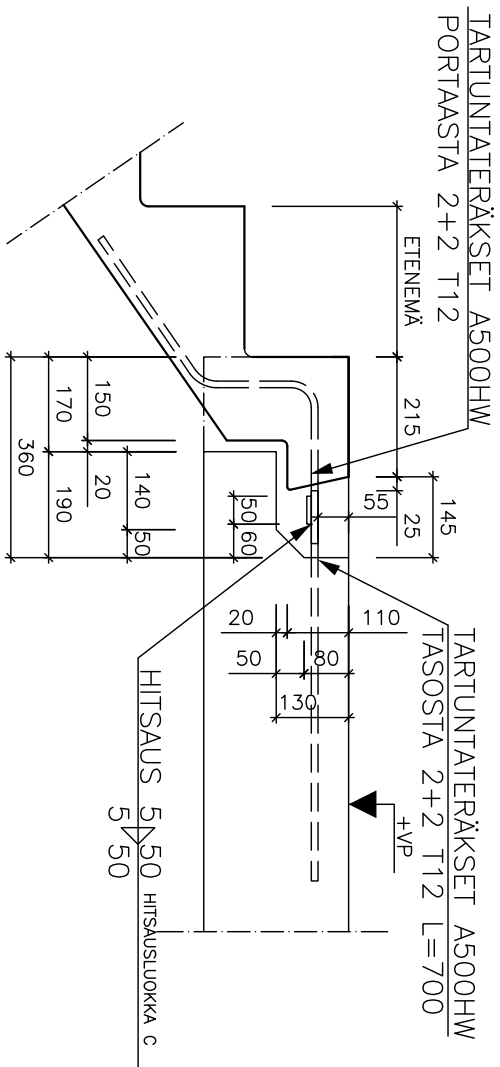 TARTUNTATERÄKSET A500HW
PORTAASTA 2+2 T12
TARTUNTATERÄKSET A500HW
TASOSTA 2+2 T12 L=700
145
ETENEMÄ
215
25
55
+VP
110
20
80
50
130
50
60
140
50
150
20
170
190
360
HITSAUS 5 50 HITSAUSLUOKKA C
5 50